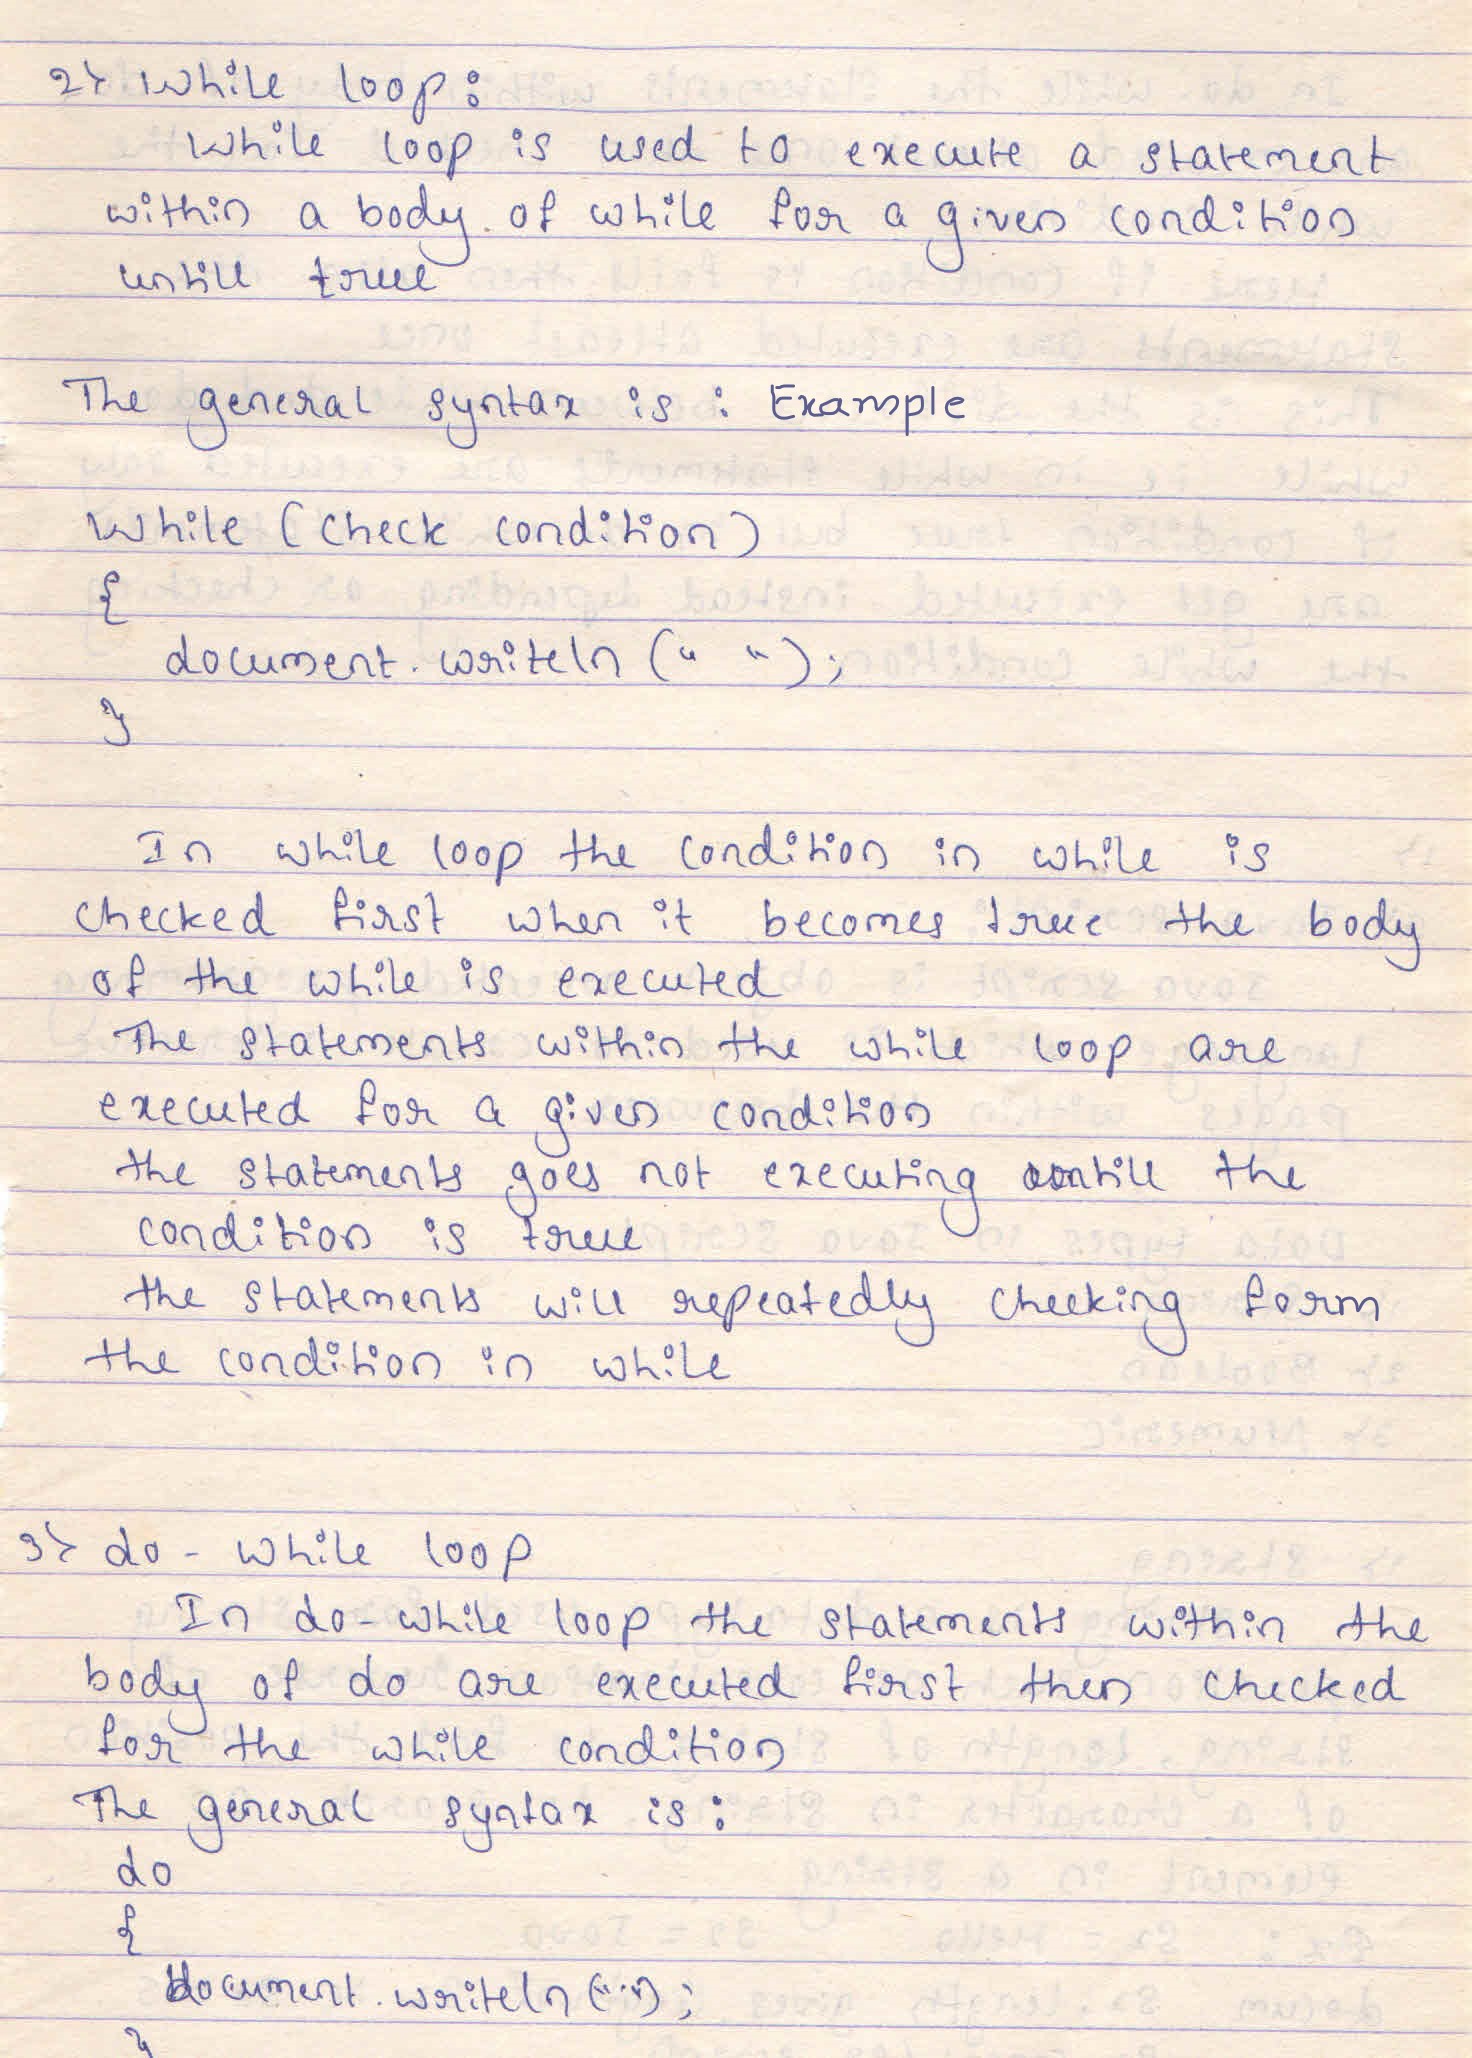 2> While loop:
While loop is used to execute a statement
within a body of while for a given condition
untill true
The general syntax is: Example
While (check condition)
{
document.writeln (" ");
}
In while loop the condition in while is
checked first when it becomes true the body
of the while is executed
The statements within the while loop are
executed for a given condition
the statements goes not executing untill the
condition is true
the statements will repeatedly checking form
the condition in while
3> do - while loop
In do-while loop the statements within the
body of do are executed first then checked
for the while condition
The general syntax is:
do
{
document.writeln (" ");
}